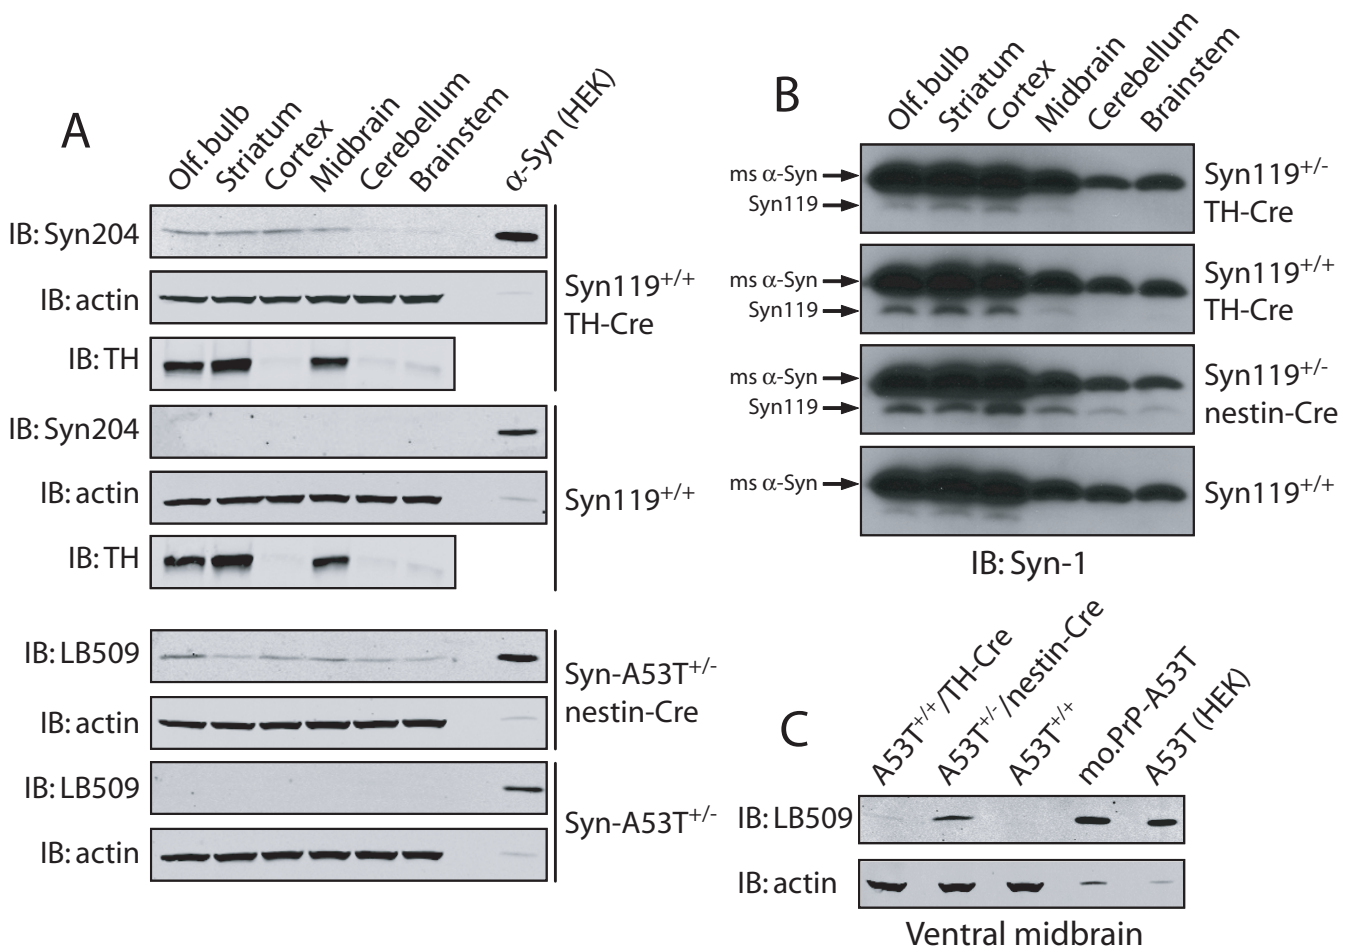 A
Olf. bulb
Striatum
Cortex
Midbrain
Cerebellum
Brainstem
α-Syn (HEK)
IB: Syn204
IB: actin
IB: TH
Syn119+/+
TH-Cre
IB: Syn204
IB: actin
IB: TH
Syn119+/+
IB: LB509
IB: actin
Syn-A53T+/-
nestin-Cre
IB: LB509
IB: actin
Syn-A53T+/-
B
Olf. bulb
Striatum
Cortex
Midbrain
Cerebellum
Brainstem
ms α-Syn
Syn119
Syn119+/-
TH-Cre
ms α-Syn
Syn119
Syn119+/+
TH-Cre
ms α-Syn
Syn119
Syn119+/-
nestin-Cre
ms α-Syn
Syn119+/+
IB: Syn-1
C
A53T+/+/TH-Cre
A53T+/-/nestin-Cre
A53T+/+
mo.PrP-A53T
A53T (HEK)
IB: LB509
IB: actin
Ventral midbrain